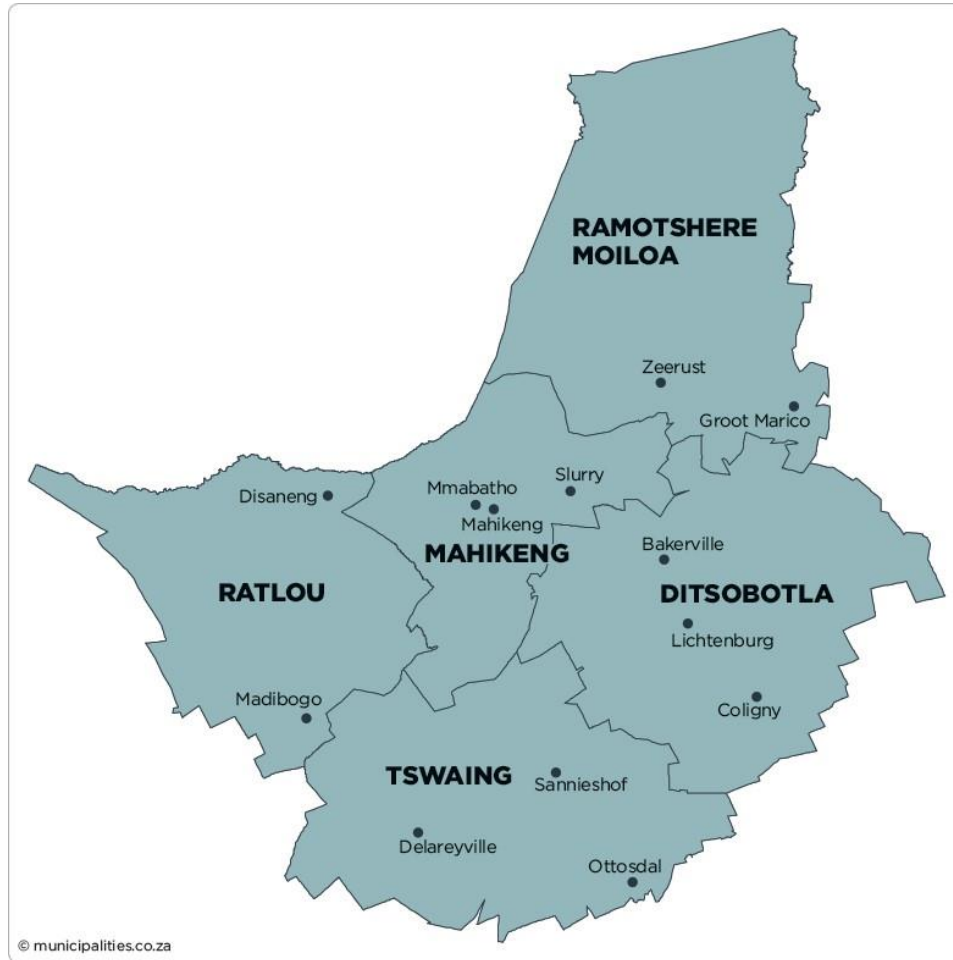 RAMOTSHERE
MOILOA
Zeerust
Groot Marico
Disaneng
Mmabatho
Slurry
Mahikeng
MAHIKENG
Bakerville
RATLOU
DITSOBOTLA
Lichtenburg
Madibogo
Coligny
TSWAING
Sannieshof
Delareyville
Ottosdal
© municipalities.co.za